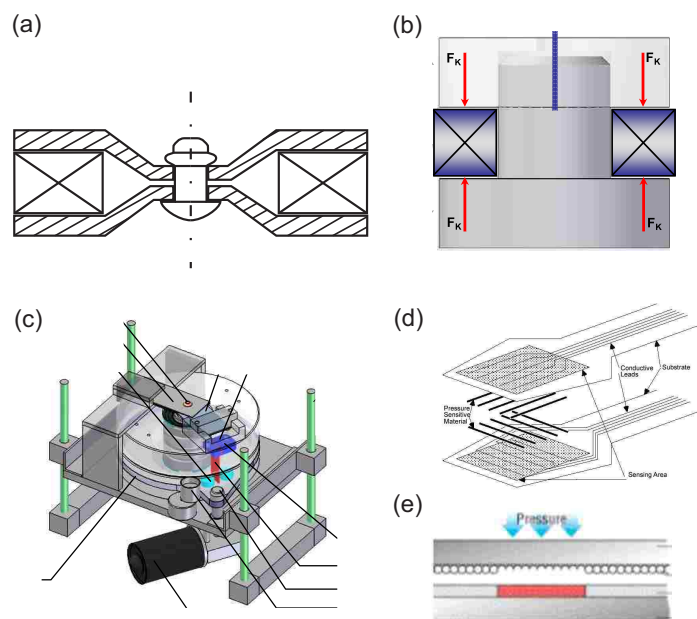 (a)
(b)
F_K
F_K
F_K
F_K
(c)
(d)
Conductive
Leads
Substrate
Pressure
Sensitive
Material
Sensing Area
(e)
Pressure